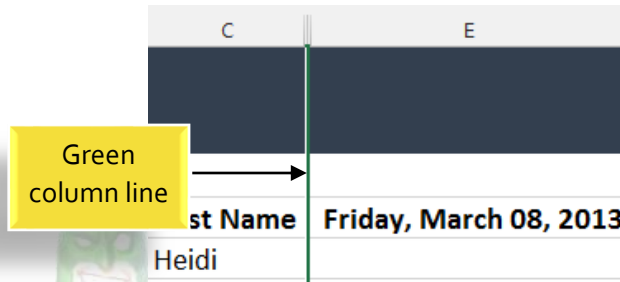 C E
Green
column line
st Name Friday, March 08, 2013
Heidi